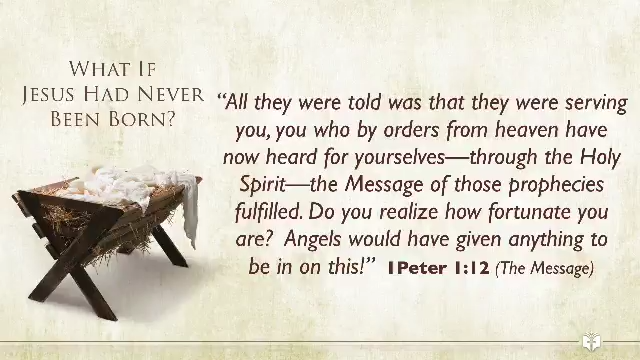 WHAT IF
JESUS HAD NEVER
BEEN BORN?
“All they were told was that they were serving
you, you who by orders from heaven have
now heard for yourselves—through the Holy
Spirit—the Message of those prophecies
fulfilled. Do you realize how fortunate you
are? Angels would have given anything to
be in on this!” 1Peter 1:12 (The Message)